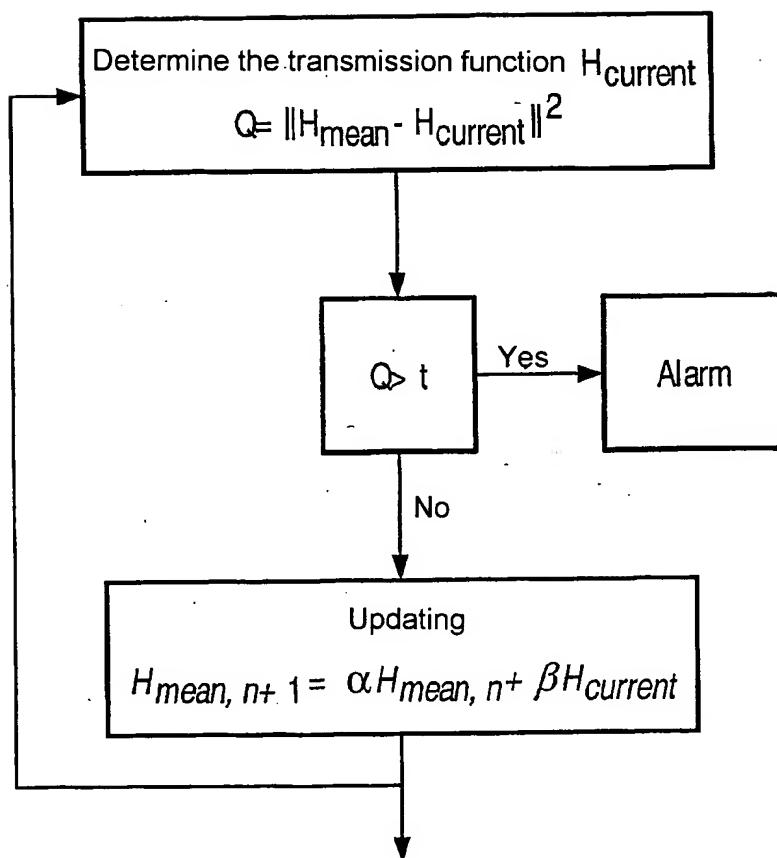 Determine the transmission function H_current
Q= ||H_mean - H_current||²
Q> t
Yes
Alarm
No
Updating
H_mean, n+ 1 = αH_mean, n + βH_current